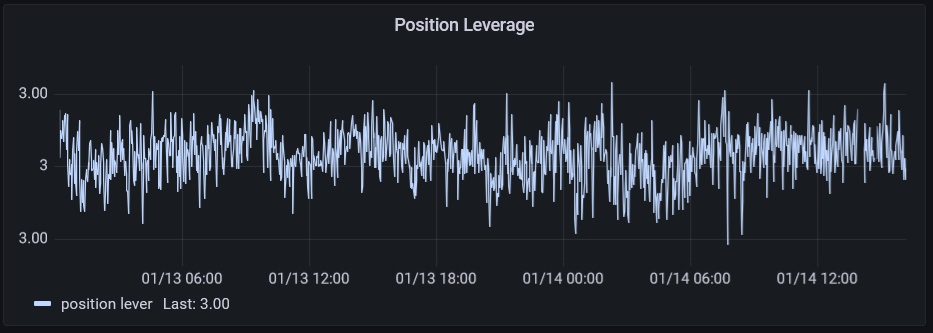 Position Leverage
3.00
3
3.00
01/13 06:00 01/13 12:00 01/13 18:00 01/14 00:00 01/14 06:00 01/14 12:00
position lever Last: 3.00